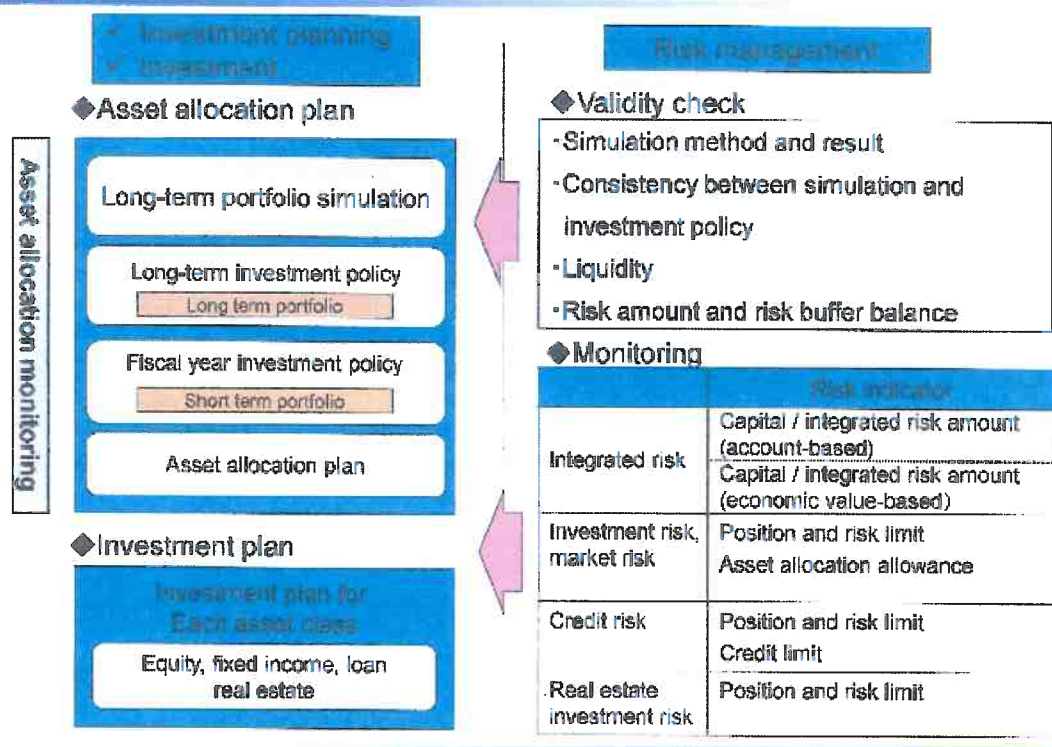 ✓ Investment planning
✓ Investment
◆Asset allocation plan
Asset allocation monitoring
Long-term portfolio simulation
Long-term investment policy
Long term portfolio
Fiscal year investment policy
Short term portfolio
Asset allocation plan
◆Investment plan
Investment plan for
Each asset class
Equity, fixed income, loan
real estate
Risk management
◆Validity check
・Simulation method and result
・Consistency between simulation and
investment policy
・Liquidity
・Risk amount and risk buffer balance
◆Monitoring
Risk indicator
Integrated risk
Capital / integrated risk amount
(account-based)
Capital / integrated risk amount
(economic value-based)
Investment risk,
market risk
Position and risk limit
Asset allocation allowance
Credit risk
Position and risk limit
Credit limit
Real estate
investment risk
Position and risk limit